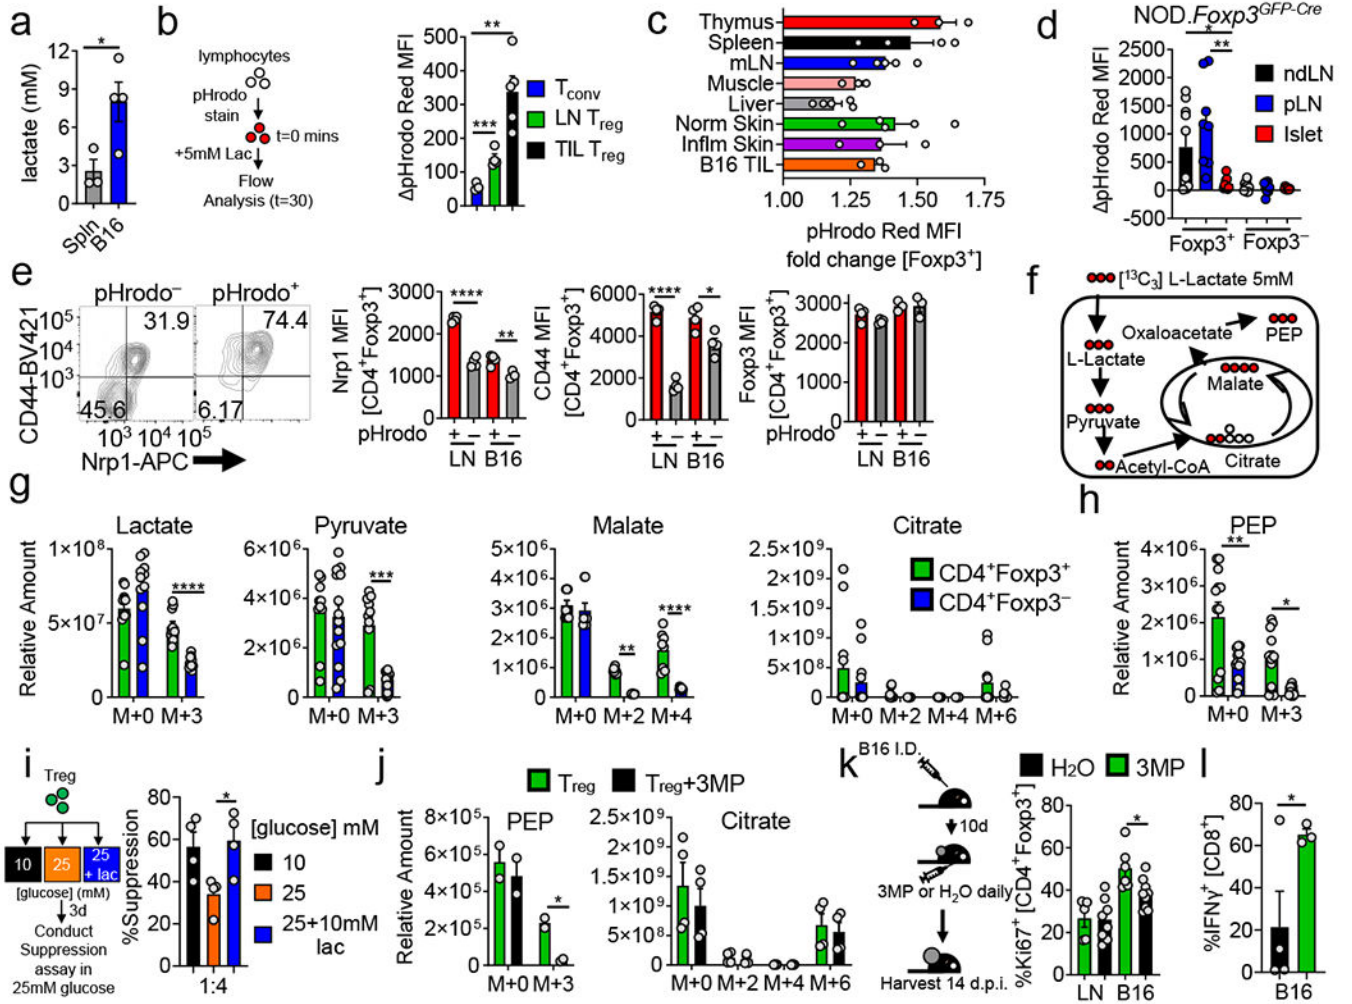 a
lactate (mM)
12
9
6
3
0
*
Spln
B16
b
lymphocytes
pHrodo
stain
t=0 mins
+5mM Lac
Flow
Analysis (t=30)
ΔpHrodo Red MFI
500
400
300
200
100
0
**
***
Tconv
LN Treg
TIL Treg
c
Thymus
Spleen
mLN
Muscle
Liver
Norm Skin
Inflm Skin
B16 TIL
1.00 1.25 1.50 1.75
pHrodo Red MFI
fold change [Foxp3⁺]
d
NOD.Foxp3^GFP-Cre
ΔpHrodo Red MFI
2500
2000
1500
1000
500
0
-500
*
**
ndLN
pLN
Islet
Foxp3⁺ Foxp3⁻
e
pHrodo⁻ pHrodo⁺
CD44-BV421
10⁵
10⁴
10³
31.9
45.6
74.4
6.17
10³ 10⁴ 10⁵
Nrp1-APC
Nrp1 MFI
[CD4⁺Foxp3⁺]
3000
2000
1000
0
****
**
pHrodo + − + −
LN B16
CD44 MFI
[CD4⁺Foxp3⁺]
6000
4000
2000
0
****
*
+ − + −
LN B16
Foxp3 MFI
[CD4⁺Foxp3⁺]
3000
2000
1000
0
pHrodo + − + −
LN B16
f
[¹³C₃] L-Lactate 5mM
Oxaloacetate
PEP
L-Lactate
Malate
Pyruvate
Acetyl-CoA
Citrate
g
Relative Amount
Lactate
1×10⁸
5×10⁷
0
****
M+0 M+3
Pyruvate
6×10⁶
4×10⁶
2×10⁶
0
***
M+0 M+3
Malate
5×10⁶
4×10⁶
3×10⁶
2×10⁶
1×10⁶
0
**
****
M+0 M+2 M+4
Citrate
2.5×10⁹
2.0×10⁹
1.5×10⁹
1.0×10⁹
5×10⁸
0
CD4⁺Foxp3⁺
CD4⁺Foxp3⁻
M+0 M+2 M+4 M+6
h
PEP
Relative Amount
4×10⁶
3×10⁶
2×10⁶
1×10⁶
0
**
*
M+0 M+3
i
Treg
10
25
25
+ lac
[glucose] (mM)
3d
Conduct
Suppression
assay in
25mM glucose
%Suppression
80
60
40
20
0
*
1:4
[glucose] mM
10
25
25+10mM
lac
j
Treg
Treg+3MP
Relative Amount
PEP
8×10⁵
6×10⁵
4×10⁵
2×10⁵
0
*
M+0 M+3
Citrate
2.5×10⁹
2.0×10⁹
1.5×10⁹
1.0×10⁹
5×10⁸
0
M+0 M+2 M+4 M+6
k
B16 I.D.
10d
3MP or H₂O daily
Harvest 14 d.p.i.
H₂O
3MP
%Ki67⁺ [CD4⁺Foxp3⁺]
80
60
40
20
0
*
LN B16
l
%IFNγ⁺ [CD8⁺]
80
60
40
20
0
*
B16